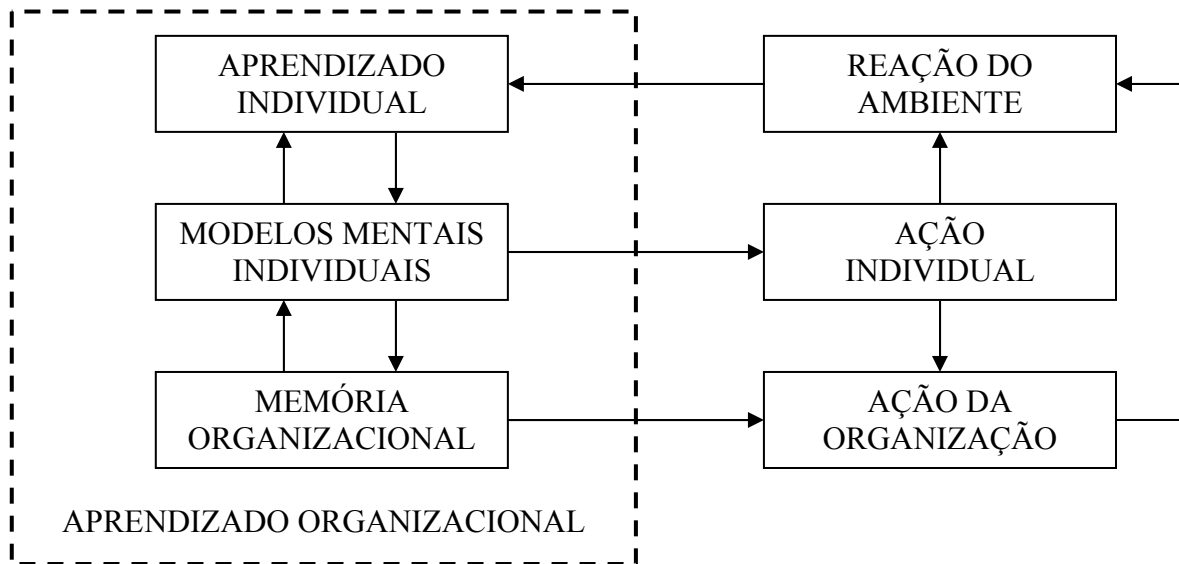 APRENDIZADO
INDIVIDUAL
REAÇÃO DO
AMBIENTE
MODELOS MENTAIS
INDIVIDUAIS
AÇÃO
INDIVIDUAL
MEMÓRIA
ORGANIZACIONAL
AÇÃO DA
ORGANIZAÇÃO
APRENDIZADO ORGANIZACIONAL